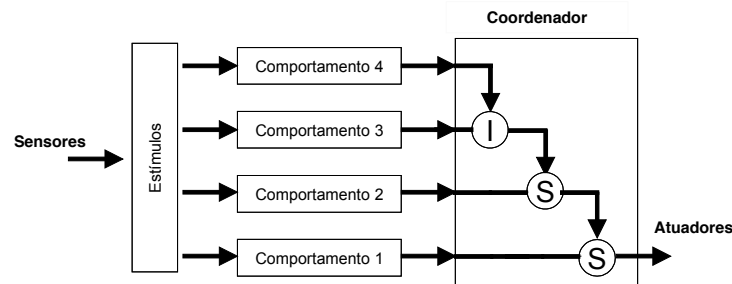 Coordenador
Comportamento 4
Comportamento 3
I
Sensores
Estímulos
Comportamento 2
S
Atuadores
Comportamento 1
S